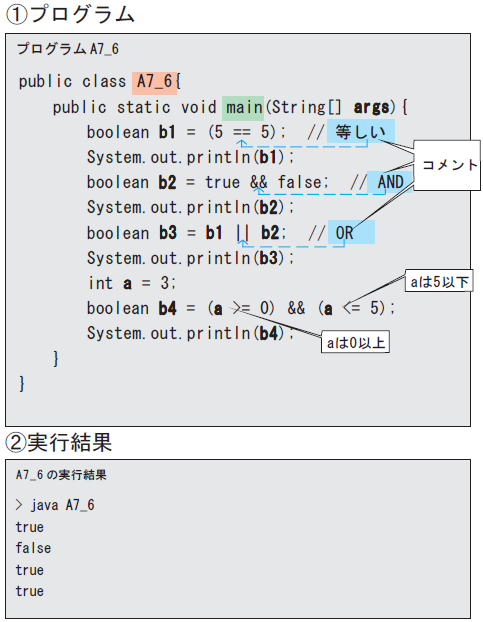 ①プログラム
プログラム A7_6
public class A7_6{
public static void main(String[] args){
boolean b1 = (5 == 5); // 等しい
System.out.println(b1);
コメント
boolean b2 = true && false; // AND
System.out.println(b2);
boolean b3 = b1 || b2; // OR
System.out.println(b3);
int a = 3;
aは5以下
boolean b4 = (a >= 0) && (a <= 5);
System.out.println(b4);
aは0以上
}
}
②実行結果
A7_6 の実行結果
> java A7_6
true
false
true
true